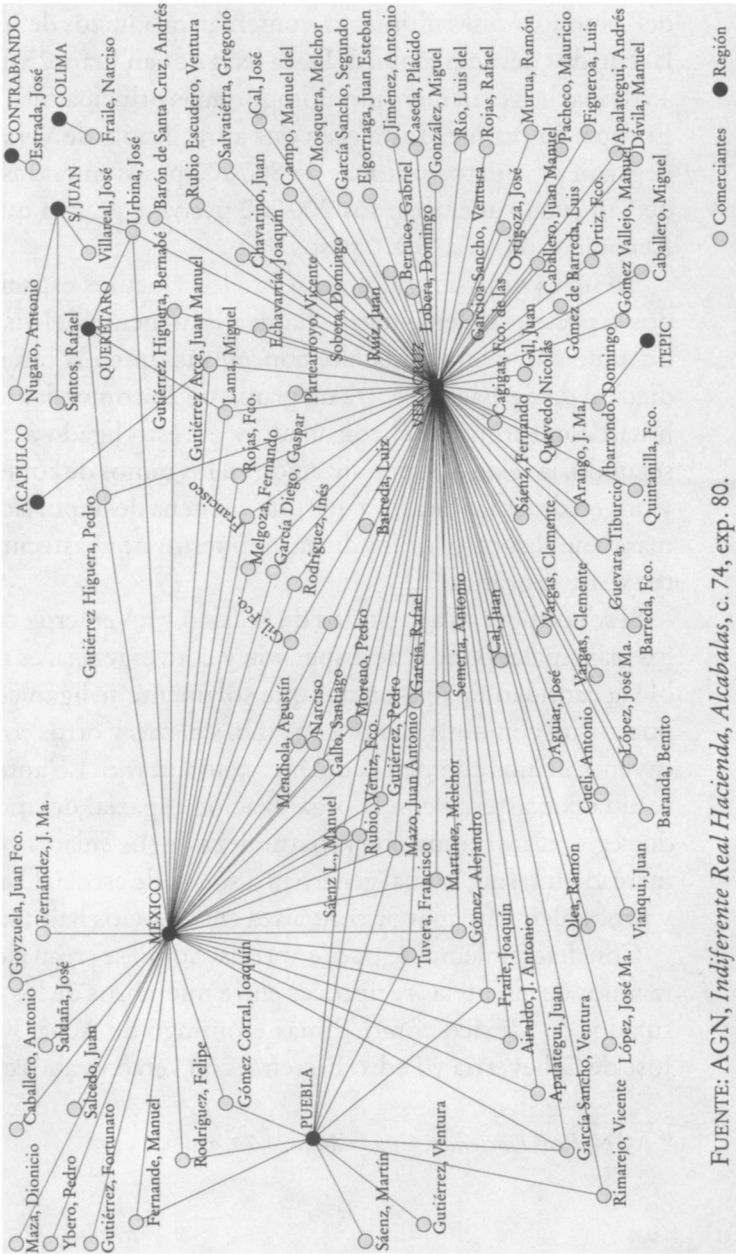 CONTRABANDO
Estrada, José
COLIMA
Fraile, Narciso
Nugaro, Antonio
S. JUAN
Villareal, José
Urbina, José
Santos, Rafael
QUERÉTARO
ACAPULCO
Gutiérrez Higuera, Pedro
Gutiérrez Higuera, Bernabé
Barón de Santa Cruz, Andrés
Rubio Escudero, Ventura
Gutiérrez Arce, Juan Manuel
Salvatierra, Gregorio
Lama, Miguel
Chavarino, Juan
Cal, José
Echavarría, Joaquín
Campo, Manuel del
Mosquera, Melchor
Partearroyo, Vicente
García Sancho, Segundo
Sobera, Domingo
Elgorriaga, Juan Esteban
Ruíz, Juan
Jiménez, Antonio
Berruco, Gabriel
Caseda, Plácido
Lobera, Domingo
González, Miguel
VERACRUZ
Río, Luis del
Garcioa Sancho, Ventura
Rojas, Rafael
Ortigoza, José
Murua, Ramón
Caggigas, Fco. de las
Caballero, Juan Manuel
Pacheco, Mauricio
Gil, Juan
Gómez de Barreda, Luis
Figueroa, Luis
Ortiz, Fco.
Apalategui, Andrés
Quevedo, Nicolás
Gómez Vallejo, Manuel
Dávila, Manuel
Caballero, Miguel
TEPIC
Sáenz, Fernando
Arango, J. Ma.
Ibarrondo, Domingo
Guevara, Tiburcio
Quintanilla, Fco.
Rojas, Fco.
Francisco
Melgoza, Fernando
García Diego, Gaspar
Gil, Fco.
Rodríguez, Inés
Barreda, Luiz
Mendiola, Agustín
Narciso
Gallo, Santiago
Moreno, Pedro
García, Rafael
Semeria, Antonio
Cal, Juan
Vargas, Clemente
Vargas, Clemente
Barreda, Fco.
Aguiar, José
Cueli, Antonio
López, José Ma.
Baranda, Benito
Goyzuela, Juan Fco.
Fernández, J. Ma.
Caballero, Antonio
Saldaña, José
MÉXICO
Maza, Dionicio
Ybero, Pedro
Salcedo, Juan
Gutiérrez, Fortunato
Sáenz L., Manuel
Rubio, Vértiz, Fco.
Gutiérrez, Pedro
Mazo, Juan Antonio
Tuvera, Francisco
Martínez, Melchor
Gómez, Alejandro
Olea, Ramón
Vianqui, Juan
Fernande, Manuel
Rodríguez, Felipe
Gómez Corral, Joaquín
PUEBLA
Fraile, Joaquín
Airaldo, J. Antonio
Apalategui, Juan
García Sancho Ventura
López, José Ma.
Rimarejo, Vicente
Sáenz, Martín
Gutiérrez, Ventura
Comerciantes
Región
FUENTE: AGN, Indiferente Real Hacienda, Alcabalas, c. 74, exp. 80.